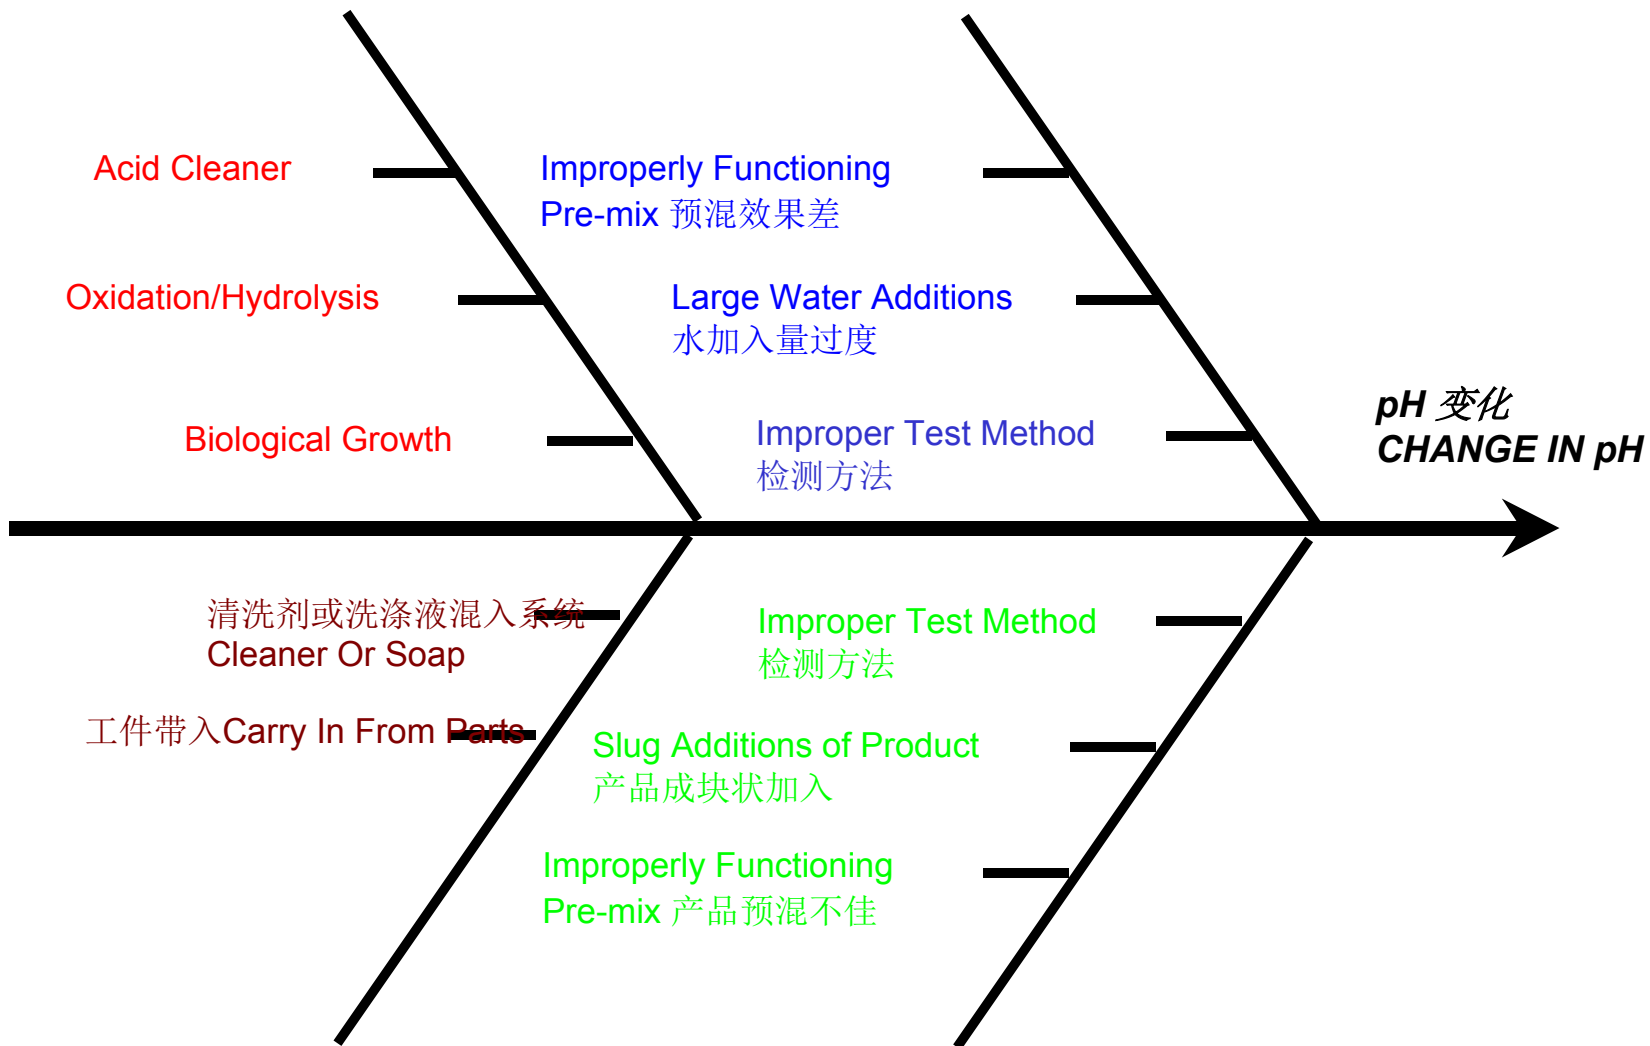 Acid Cleaner
Oxidation/Hydrolysis
Biological Growth
Improperly Functioning
Pre-mix 预混效果差
Large Water Additions
水加入量过度
Improper Test Method
检测方法
pH 变化
CHANGE IN pH
清洗剂或洗涤液混入系统
Cleaner Or Soap
工件带入Carry In From Parts
Improper Test Method
检测方法
Slug Additions of Product
产品成块状加入
Improperly Functioning
Pre-mix 产品预混不佳